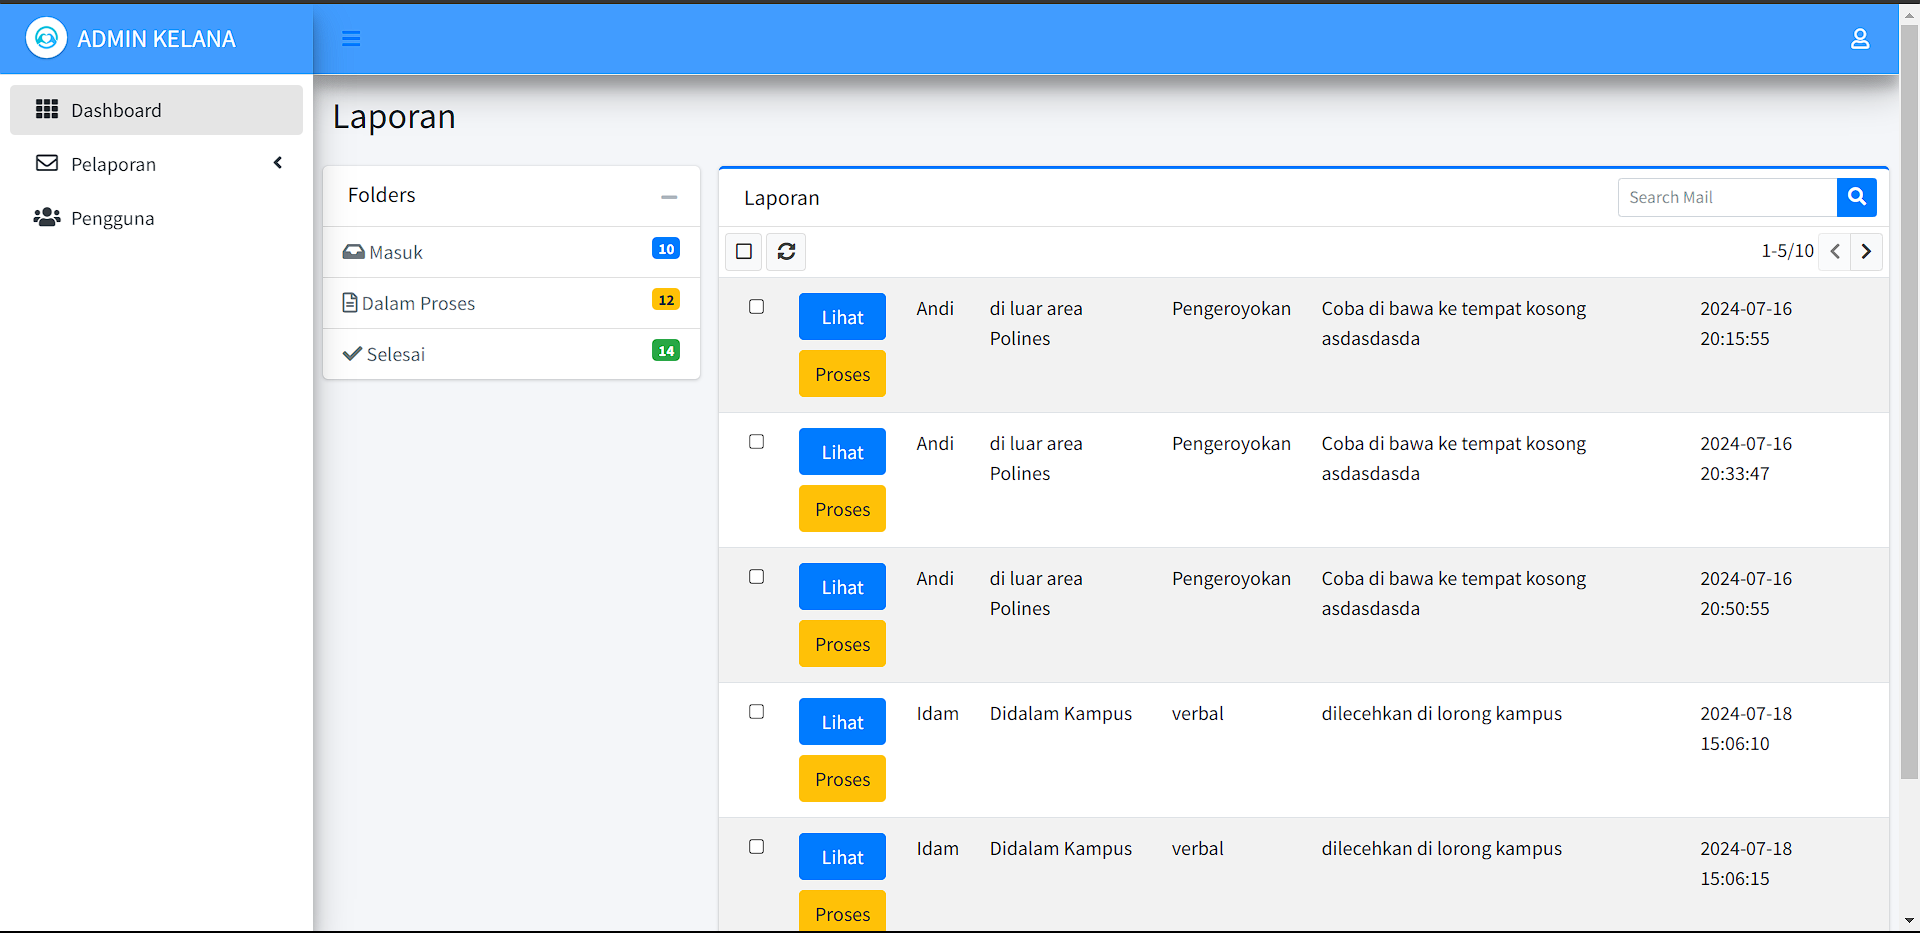 ADMIN KELANA
Dashboard
Pelaporan
Pengguna
Laporan
Folders
Masuk 10
Dalam Proses 12
Selesai 14
Laporan
Search Mail
1-5/10
Lihat Andi di luar area Pengeroyokan Coba di bawa ke tempat kosong 2024-07-16
Polines asdasdasda 20:15:55
Proses
Lihat Andi di luar area Pengeroyokan Coba di bawa ke tempat kosong 2024-07-16
Polines asdasdasda 20:33:47
Proses
Lihat Andi di luar area Pengeroyokan Coba di bawa ke tempat kosong 2024-07-16
Polines asdasdasda 20:50:55
Proses
Lihat Idam Didalam Kampus verbal dilecehkan di lorong kampus 2024-07-18
15:06:10
Proses
Lihat Idam Didalam Kampus verbal dilecehkan di lorong kampus 2024-07-18
15:06:15
Proses